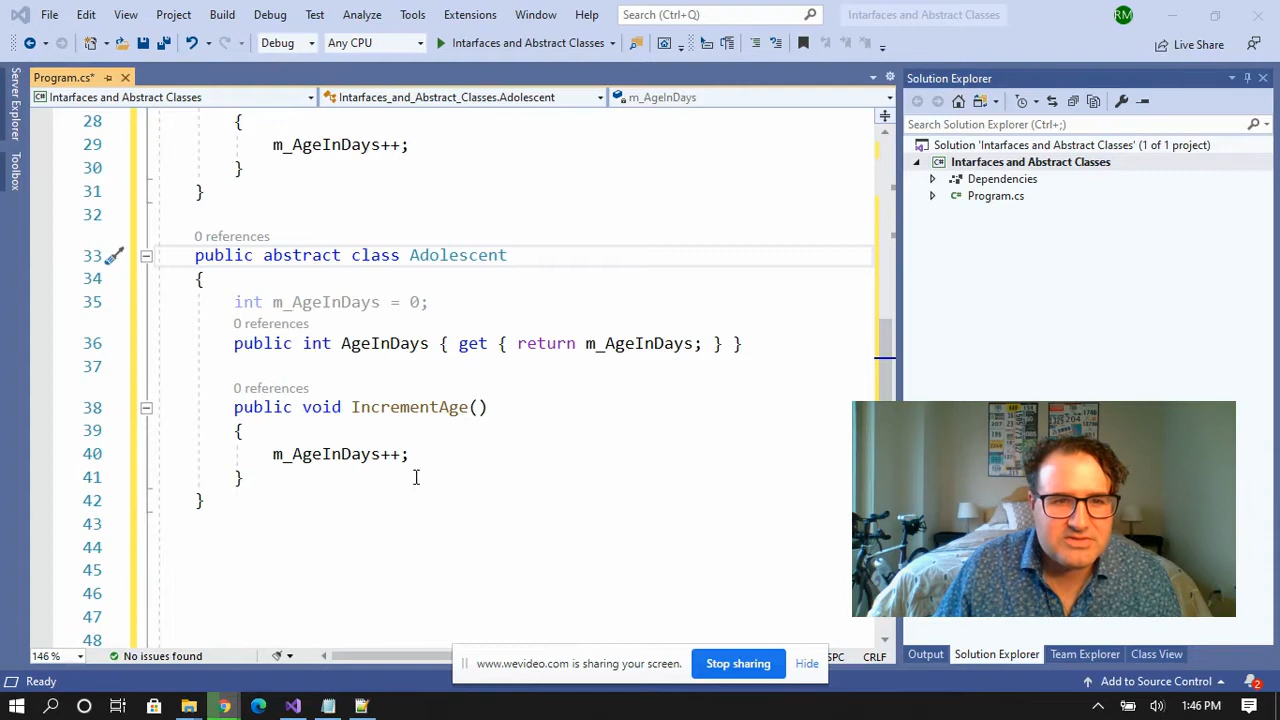 File Edit View Project Build Debug Test Analyze Tools Extensions Window Help Search (Ctrl+Q) Intarfaces and Abstract Classes RM
Debug Any CPU Intarfaces and Abstract Classes Live Share
Server Explorer
Toolbox
Program.cs*
Intarfaces and Abstract Classes Intarfaces_and_Abstract_Classes.Adolescent m_AgeInDays
28 {
29 m_AgeInDays++;
30 }
31 }
32
0 references
33 public abstract class Adolescent
34 {
35 int m_AgeInDays = 0;
0 references
36 public int AgeInDays { get { return m_AgeInDays; } }
37
0 references
38 public void IncrementAge()
39 {
40 m_AgeInDays++;
41 }
42 }
43
44
45
46
47
48
146 % No issues found SPC CRLF
Solution Explorer
Search Solution Explorer (Ctrl+;)
Solution 'Intarfaces and Abstract Classes' (1 of 1 project)
Intarfaces and Abstract Classes
Dependencies
C# Program.cs
Output Solution Explorer Team Explorer Class View
www.wevideo.com is sharing your screen. Stop sharing Hide
Ready Add to Source Control 2
1:46 PM